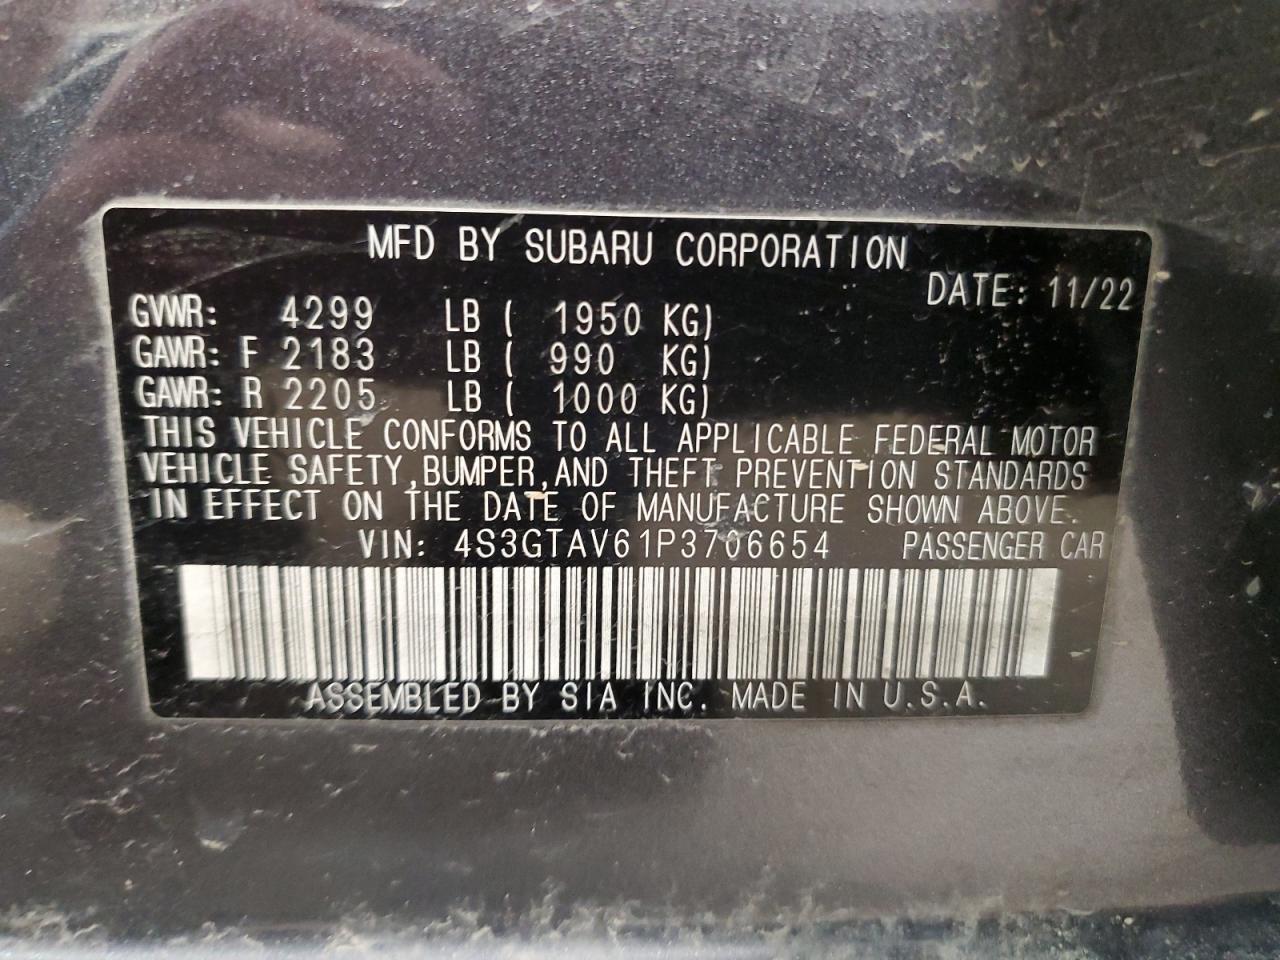 MFD BY SUBARU CORPORATION
DATE: 11/22
GVWR: 4299 LB ( 1950 KG)
GAWR: F 2183 LB ( 990 KG)
GAWR: R 2205 LB ( 1000 KG)
THIS VEHICLE CONFORMS TO ALL APPLICABLE FEDERAL MOTOR
VEHICLE SAFETY, BUMPER, AND THEFT PREVENTION STANDARDS
IN EFFECT ON THE DATE OF MANUFACTURE SHOWN ABOVE.
VIN: 4S3GTAV61P3706654 PASSENGER CAR
ASSEMBLED BY SIA INC. MADE IN U.S.A.